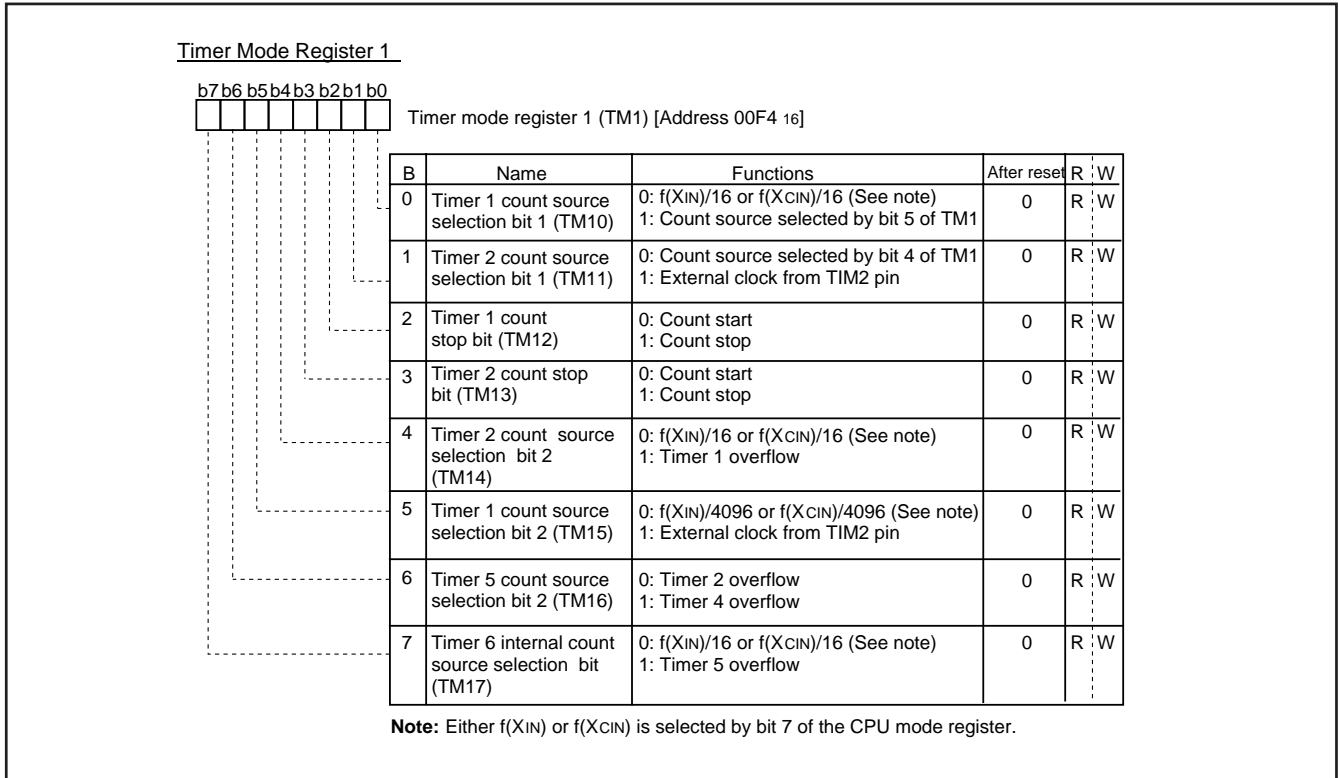 Timer Mode Register 1
b7 b6 b5 b4 b3 b2 b1 b0
Timer mode register 1 (TM1) [Address 00F4 16]
B Name Functions After reset R W
0 Timer 1 count source 0: f(XIN)/16 or f(XCIN)/16 (See note) 0 R W
selection bit 1 (TM10) 1: Count source selected by bit 5 of TM1
1 Timer 2 count source 0: Count source selected by bit 4 of TM1 0 R W
selection bit 1 (TM11) 1: External clock from TIM2 pin
2 Timer 1 count 0: Count start 0 R W
stop bit (TM12) 1: Count stop
3 Timer 2 count stop 0: Count start 0 R W
bit (TM13) 1: Count stop
4 Timer 2 count source 0: f(XIN)/16 or f(XCIN)/16 (See note) 0 R W
selection bit 2 1: Timer 1 overflow
(TM14)
5 Timer 1 count source 0: f(XIN)/4096 or f(XCIN)/4096 (See note) 0 R W
selection bit 2 (TM15) 1: External clock from TIM2 pin
6 Timer 5 count source 0: Timer 2 overflow 0 R W
selection bit 2 (TM16) 1: Timer 4 overflow
7 Timer 6 internal count 0: f(XIN)/16 or f(XCIN)/16 (See note) 0 R W
source selection bit 1: Timer 5 overflow
(TM17)
Note: Either f(XIN) or f(XCIN) is selected by bit 7 of the CPU mode register.